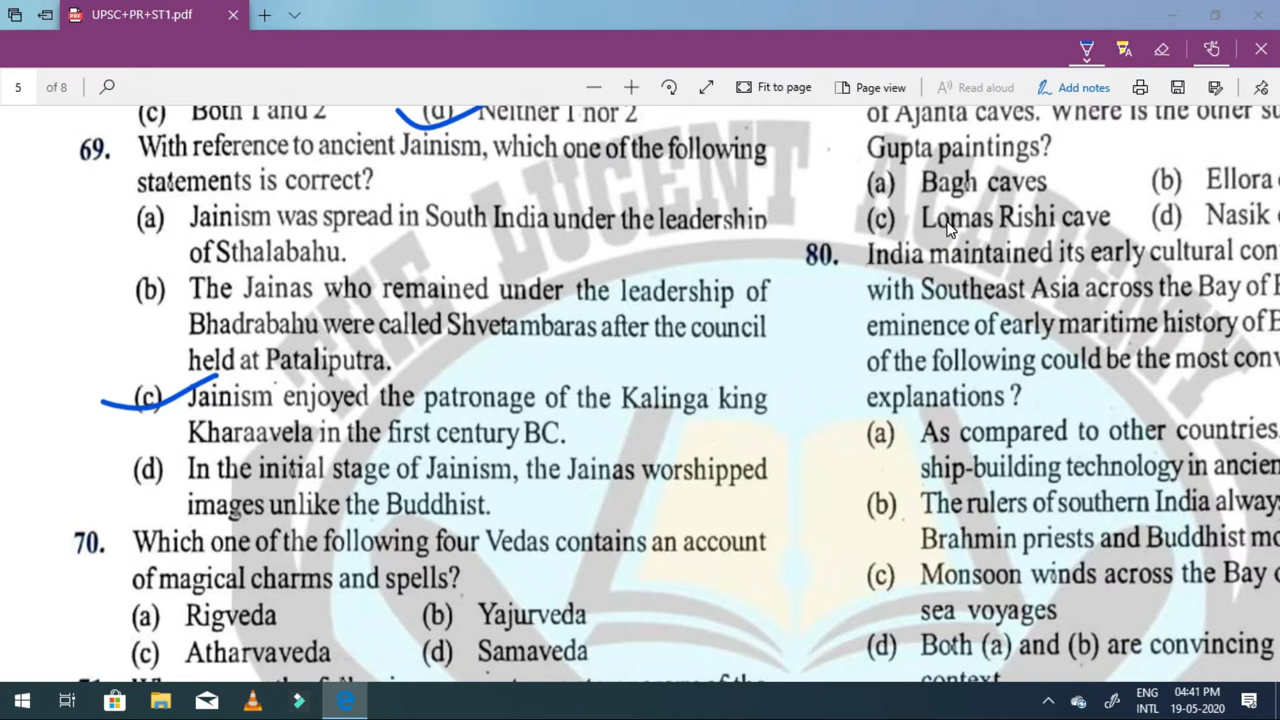 UPSC+PR+ST1.pdf
5 of 8
Fit to page
Page view
Read aloud
Add notes
(c) Both 1 and 2 (d) Neither 1 nor 2
69. With reference to ancient Jainism, which one of the following
statements is correct?
(a) Jainism was spread in South India under the leadership
of Sthalabahu.
(b) The Jainas who remained under the leadership of
Bhadrabahu were called Shvetambaras after the council
held at Pataliputra.
(c) Jainism enjoyed the patronage of the Kalinga king
Kharaavela in the first century BC.
(d) In the initial stage of Jainism, the Jainas worshipped
images unlike the Buddhist.
70. Which one of the following four Vedas contains an account
of magical charms and spells?
(a) Rigveda (b) Yajurveda
(c) Atharvaveda (d) Samaveda
of Ajanta caves. Where is the other
Gupta paintings?
(a) Bagh caves (b) Ellora
(c) Lomas Rishi cave (d) Nasik
80. India maintained its early cultural con
with Southeast Asia across the Bay of
eminence of early maritime history of
of the following could be the most conv
explanations ?
(a) As compared to other countries,
ship-building technology in ancien
(b) The rulers of southern India alway
Brahmin priests and Buddhist mo
(c) Monsoon winds across the Bay
sea voyages
(d) Both (a) and (b) are convincing
context
THE LUCENT ACADEMY
ENG
INTL
04:41 PM
19-05-2020